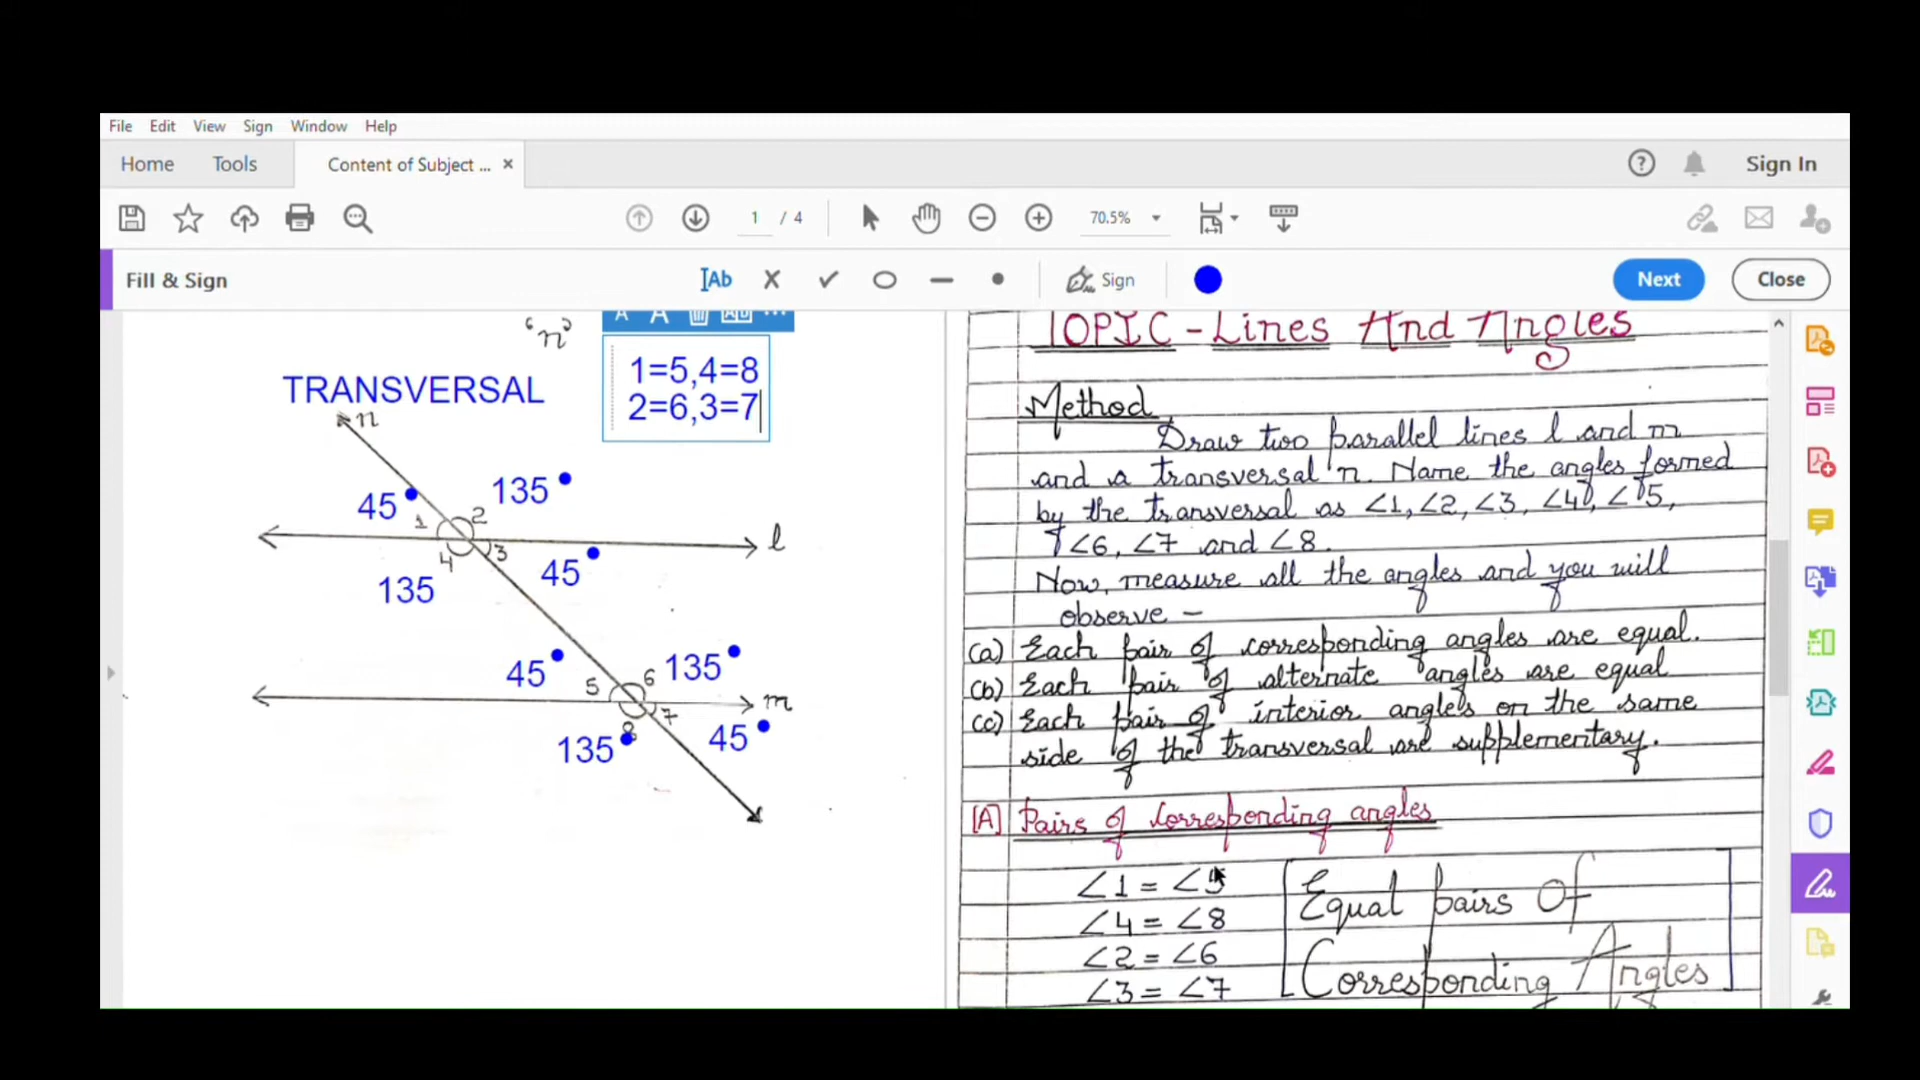 File Edit View Sign Window Help
Home Tools Content of Subject ... × Sign In
1 / 4 70.5%
Fill & Sign Ab Sign Next Close
'n'
1=5,4=8
2=6,3=7
TRANSVERSAL
n
45 135
1 2
l
4 3
135 45
45 135
5 6
m
8 7
135 45
TOPIC - Lines And Angles
Method
Draw two parallel lines l and m
and a transversal 'n. Name the angles formed
by the transversal as ∠1, ∠2, ∠3, ∠4, ∠5,
∠6, ∠7 and ∠8.
Now, measure all the angles and you will
observe -
(a) Each pair of corresponding angles are equal.
(b) Each pair of alternate angles are equal
(c) Each pair of interior angles on the same
side of the transversal are supplementary.
[A] Pairs of corresponding angles
∠1 = ∠5
∠4 = ∠8
∠2 = ∠6
∠3 = ∠7
Equal pairs Of
Corresponding Angles